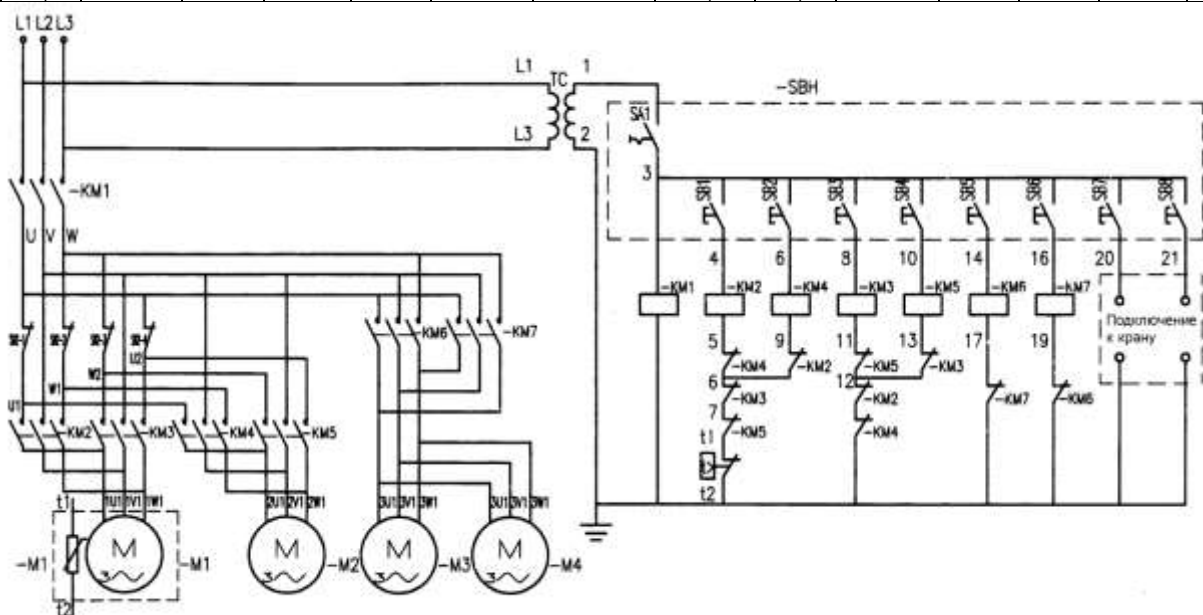 L1 L2 L3
L1 TC 1
-SBH
SA1
L3 2
3
-KM1
SB1 SB2 SB3 SB4 SB5 SB6 SB7 SB8
U V W
4 6 8 10 14 16 20 21
-KM1 -KM2 -KM4 -KM3 -KM5 -KM6 -KM7
Подключение
к крану
-KM6 -KM7
5 9 11 13 17 19
U2
W2
W1
U1
-KM4 -KM2 -KM5 -KM3
6 12
-KM3 -KM2 -KM7 -KM6
7
-KM2 -KM3 -KM4 -KM5
-KM5 -KM4
t1
t2
t1 1U1 1V1 1W1 2U1 2V1 2W1 3U1 3V1 3W1 3U1 3V1 3W1
-M1 M 3 -M1 M 3 -M2 M 3 -M3 M 3 -M4
t2